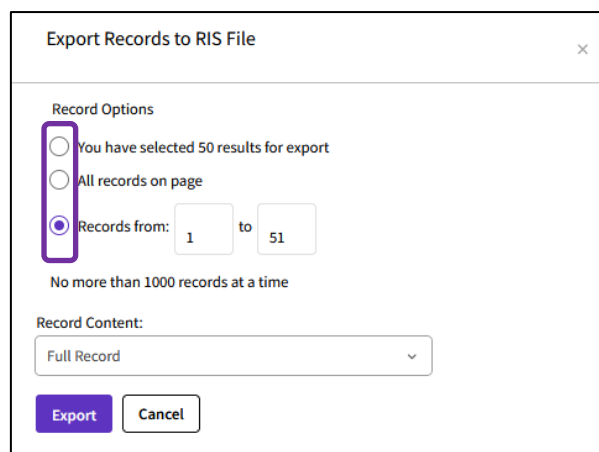 Export Records to RIS File
×
Record Options
You have selected 50 results for export
All records on page
Records from: 1 to 51
No more than 1000 records at a time
Record Content:
Full Record
Export Cancel